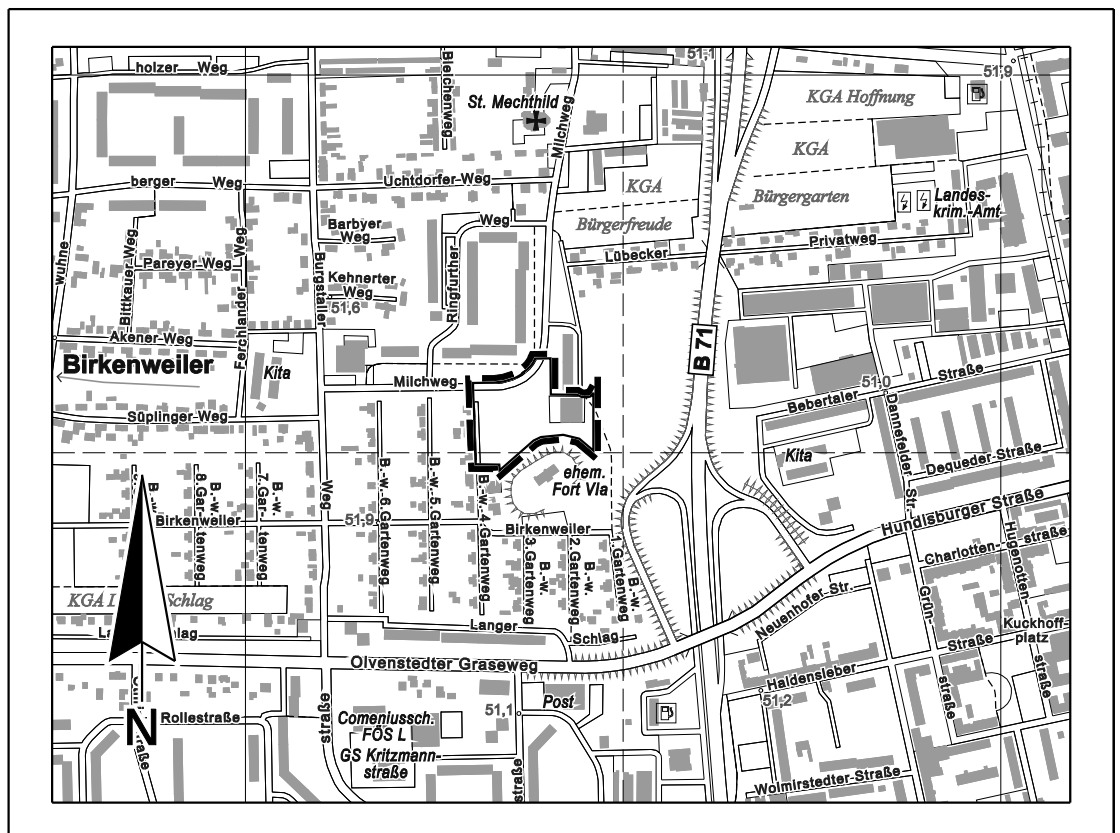 holzer Weg
Bleichenweg
51,1
51,9
St. Mechthild
KGA Hoffnung
Milchweg
KGA
KGA
berger Weg
Uchtdorfer Weg
Bürgergarten
Landes-
krim.-Amt
Bürgerfreude
Weg
Barbyer
Weg
Privatweg
Lübecker
wuhne
Bittkauer Weg
Pareyer Weg
Ferchlander Weg
Burgstaller
Kehnerter
Weg
51,6
Ringfurther
Akener Weg
B 71
Birkenweiler
Kita
Milchweg
51,0
Straße
Bebertaler
Süplinger Weg
Dannefelder
Str.
Kita
Dequeder Straße
ehem.
Fort VIa
B.-w.
8.Gartenweg
B.-w.
7.Gartenweg
B.-w.
Weg
B.-w. 6.Gartenweg
B.-w. 5.Gartenweg
B.-w. 4.Gartenweg
Birkenweiler
51,9
Birkenweiler
3.Gartenweg
B.-w.
2.Gartenweg
B.-w.
1.Gartenweg
B.-w.
Hundisburger Straße
Charlotten-
straße
Hugenotten-
straße
Grün-
straße
Neuenhofer Str.
KGA
Schlag
Kuckhoff-
platz
Langer
Schlag
Olvenstedter Graseweg
Haldensleber
Straße
51,2
Rollestraße
straße
Comeniussch.
FÖS L
GS Kritzmann-
straße
51,1
Post
straße
Wolmirstedter Straße
N